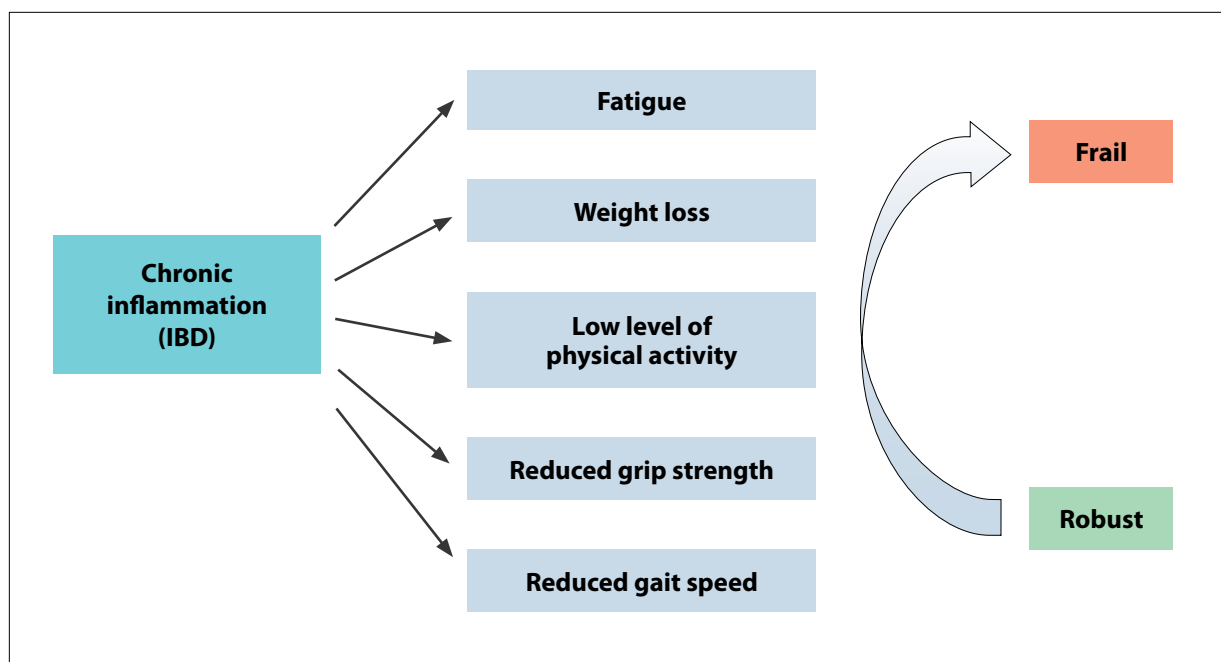 Fatigue
Weight loss
Chronic
inflammation
(IBD)
Low level of
physical activity
Reduced grip strength
Reduced gait speed
Frail
Robust